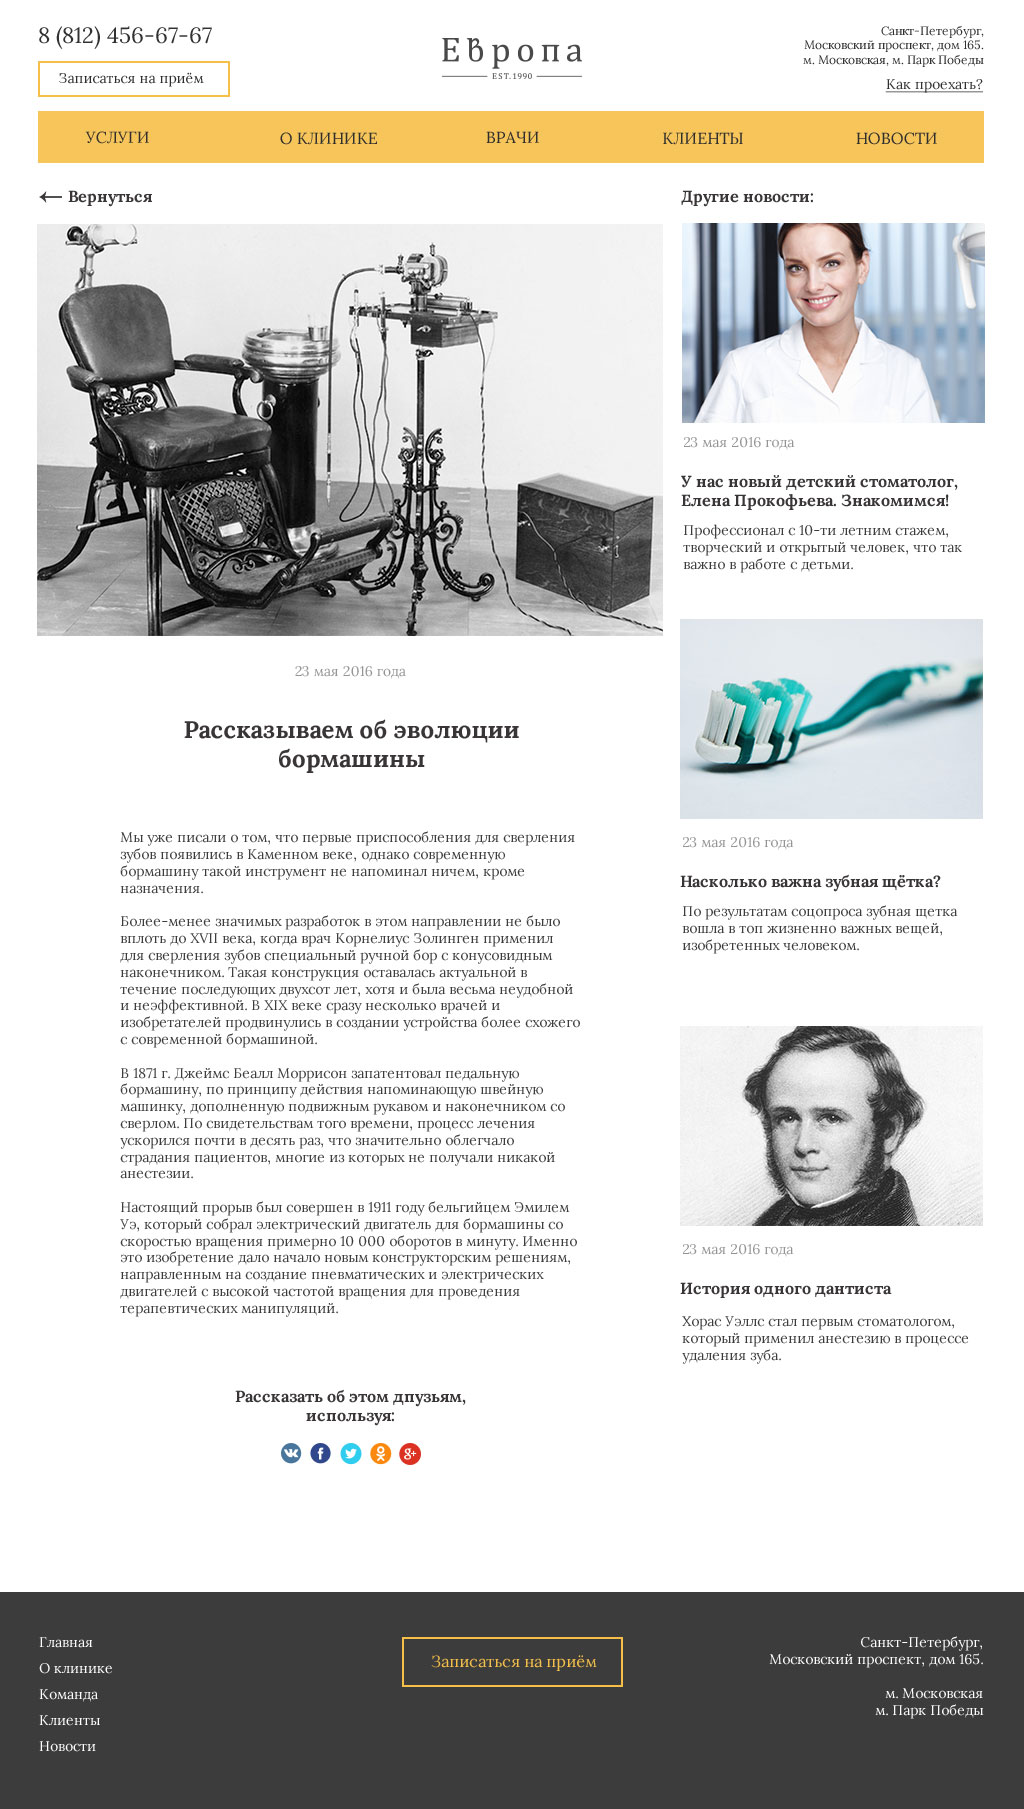 8 (812) 456-67-67
Записаться на приём
Европа
EST.1990
Санкт-Петербург,
Московский проспект, дом 165.
м. Московская, м. Парк Победы
Как проехать?
УСЛУГИ
О КЛИНИКЕ
ВРАЧИ
КЛИЕНТЫ
НОВОСТИ
Вернуться
23 мая 2016 года
Рассказываем об эволюции
бормашины
Мы уже писали о том, что первые приспособления для сверления
зубов появились в Каменном веке, однако современную
бормашину такой инструмент не напоминал ничем, кроме
назначения.
Более-менее значимых разработок в этом направлении не было
вплоть до XVII века, когда врач Корнелиус Золинген применил
для сверления зубов специальный ручной бор с конусовидным
наконечником. Такая конструкция оставалась актуальной в
течение последующих двухсот лет, хотя и была весьма неудобной
и неэффективной. В XIX веке сразу несколько врачей и
изобретателей продвинулись в создании устройства более схожего
с современной бормашиной.
В 1871 г. Джеймс Беалл Моррисон запатентовал педальную
бормашину, по принципу действия напоминающую швейную
машинку, дополненную подвижным рукавом и наконечником со
сверлом. По свидетельствам того времени, процесс лечения
ускорился почти в десять раз, что значительно облегчало
страдания пациентов, многие из которых не получали никакой
анестезии.
Настоящий прорыв был совершен в 1911 году бельгийцем Эмилем
Уэ, который собрал электрический двигатель для бормашины со
скоростью вращения примерно 10 000 оборотов в минуту. Именно
это изобретение дало начало новым конструкторским решениям,
направленным на создание пневматических и электрических
двигателей с высокой частотой вращения для проведения
терапевтических манипуляций.
Рассказать об этом дпузьям,
используя:
Другие новости:
23 мая 2016 года
У нас новый детский стоматолог,
Елена Прокофьева. Знакомимся!
Профессионал с 10-ти летним стажем,
творческий и открытый человек, что так
важно в работе с детьми.
23 мая 2016 года
Насколько важна зубная щётка?
По результатам соцопроса зубная щетка
вошла в топ жизненно важных вещей,
изобретенных человеком.
23 мая 2016 года
История одного дантиста
Хорас Уэллс стал первым стоматологом,
который применил анестезию в процессе
удаления зуба.
Главная
О клинике
Команда
Клиенты
Новости
Записаться на приём
Санкт-Петербург,
Московский проспект, дом 165.
м. Московская
м. Парк Победы